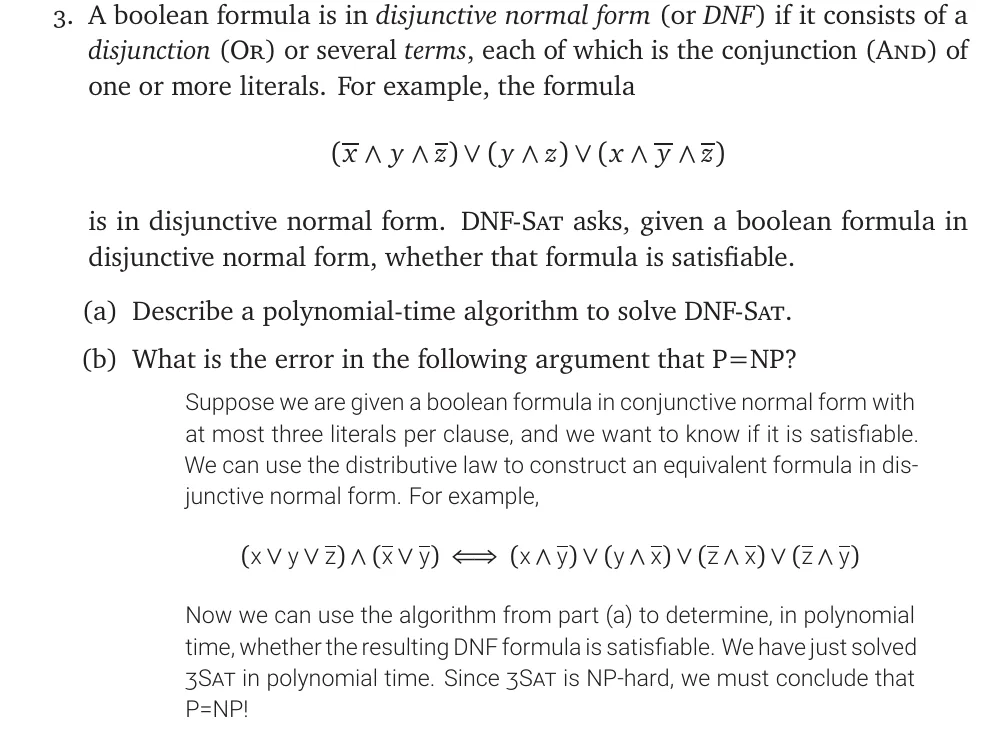 3. A boolean formula is in disjunctive normal form (or DNF) if it consists of a
disjunction (OR) or several terms, each of which is the conjunction (AND) of
one or more literals. For example, the formula
(x̅ ∧ y ∧ z̅) ∨ (y ∧ z) ∨ (x ∧ y̅ ∧ z̅)
is in disjunctive normal form. DNF-SAT asks, given a boolean formula in
disjunctive normal form, whether that formula is satisfiable.
(a) Describe a polynomial-time algorithm to solve DNF-SAT.
(b) What is the error in the following argument that P=NP?
Suppose we are given a boolean formula in conjunctive normal form with
at most three literals per clause, and we want to know if it is satisfiable.
We can use the distributive law to construct an equivalent formula in dis-
junctive normal form. For example,
(x ∨ y ∨ z̅) ∧ (x̅ ∨ y̅) ⟺ (x ∧ y̅) ∨ (y ∧ x̅) ∨ (z̅ ∧ x̅) ∨ (z̅ ∧ y̅)
Now we can use the algorithm from part (a) to determine, in polynomial
time, whether the resulting DNF formula is satisfiable. We have just solved
3SAT in polynomial time. Since 3SAT is NP-hard, we must conclude that
P=NP!